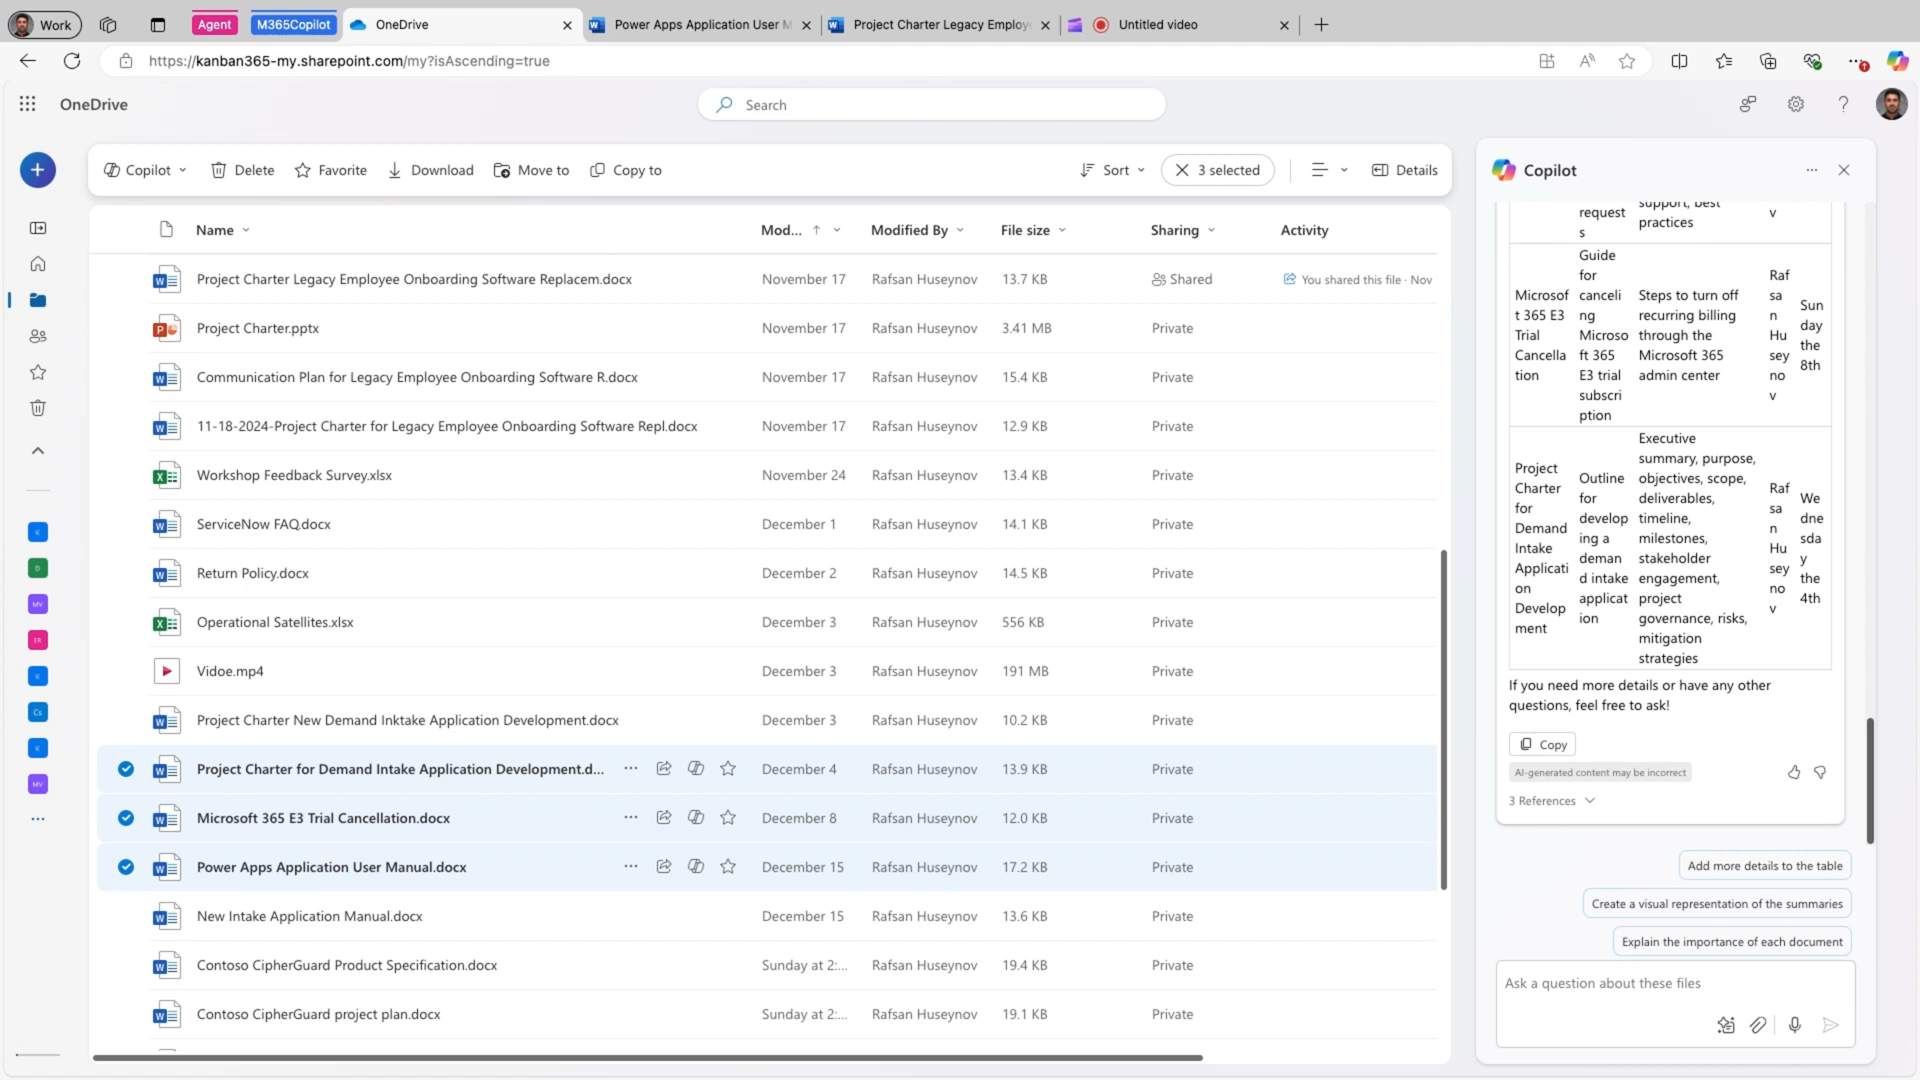 Work
Agent
M365Copilot
OneDrive
Power Apps Application User M
Project Charter Legacy Employ
Untitled video
https://kanban365-my.sharepoint.com/my?isAscending=true
OneDrive
Search
Copilot
Delete
Favorite
Download
Move to
Copy to
Sort
3 selected
Details
Name
Mod...
Modified By
File size
Sharing
Activity
Project Charter Legacy Employee Onboarding Software Replacem.docx November 17 Rafsan Huseynov 13.7 KB Shared You shared this file · Nov
Project Charter.pptx November 17 Rafsan Huseynov 3.41 MB Private
Communication Plan for Legacy Employee Onboarding Software R.docx November 17 Rafsan Huseynov 15.4 KB Private
11-18-2024-Project Charter for Legacy Employee Onboarding Software Repl.docx November 17 Rafsan Huseynov 12.9 KB Private
Workshop Feedback Survey.xlsx November 24 Rafsan Huseynov 13.4 KB Private
ServiceNow FAQ.docx December 1 Rafsan Huseynov 14.1 KB Private
Return Policy.docx December 2 Rafsan Huseynov 14.5 KB Private
Operational Satellites.xlsx December 3 Rafsan Huseynov 556 KB Private
Vidoe.mp4 December 3 Rafsan Huseynov 191 MB Private
Project Charter New Demand Inktake Application Development.docx December 3 Rafsan Huseynov 10.2 KB Private
Project Charter for Demand Intake Application Development.d... December 4 Rafsan Huseynov 13.9 KB Private
Microsoft 365 E3 Trial Cancellation.docx December 8 Rafsan Huseynov 12.0 KB Private
Power Apps Application User Manual.docx December 15 Rafsan Huseynov 17.2 KB Private
New Intake Application Manual.docx December 15 Rafsan Huseynov 13.6 KB Private
Contoso CipherGuard Product Specification.docx Sunday at 2:... Rafsan Huseynov 19.4 KB Private
Contoso CipherGuard project plan.docx Sunday at 2:... Rafsan Huseynov 19.1 KB Private
Copilot
request
s
support, best
practices
v
Microsof
t 365 E3
Trial
Cancella
tion
Guide
for
canceli
ng
Microso
ft 365
E3 trial
subscri
ption
Steps to turn off
recurring billing
through the
Microsoft 365
admin center
Raf
sa
n
Hu
sey
no
v
Sun
day
the
8th
Project
Charter
for
Demand
Intake
Applicati
on
Develop
ment
Outline
for
develop
ing a
deman
d intake
applicat
ion
Executive
summary, purpose,
objectives, scope,
deliverables,
timeline,
milestones,
stakeholder
engagement,
project
governance, risks,
mitigation
strategies
Raf
sa
n
Hu
sey
no
v
We
dne
sda
y
the
4th
If you need more details or have any other
questions, feel free to ask!
Copy
AI-generated content may be incorrect
3 References
Add more details to the table
Create a visual representation of the summaries
Explain the importance of each document
Ask a question about these files